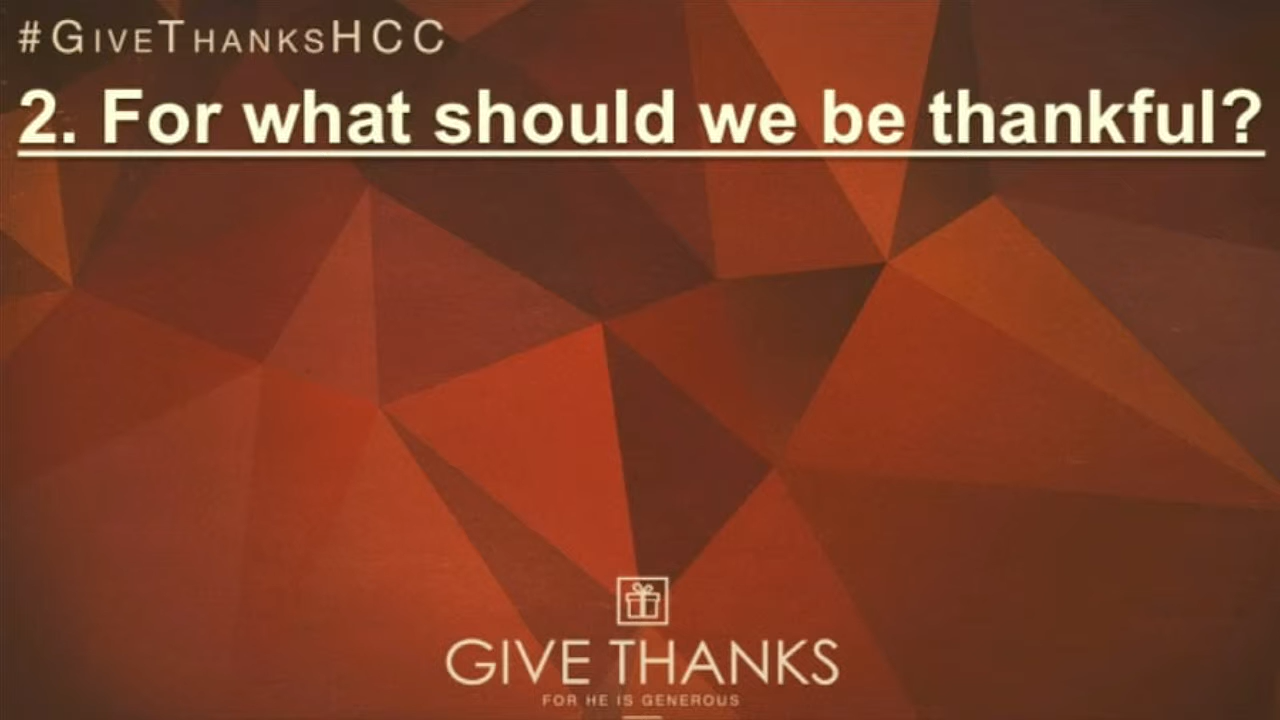 #GIVETHANKSHCC
2. For what should we be thankful?
GIVE THANKS
FOR HE IS GENEROUS